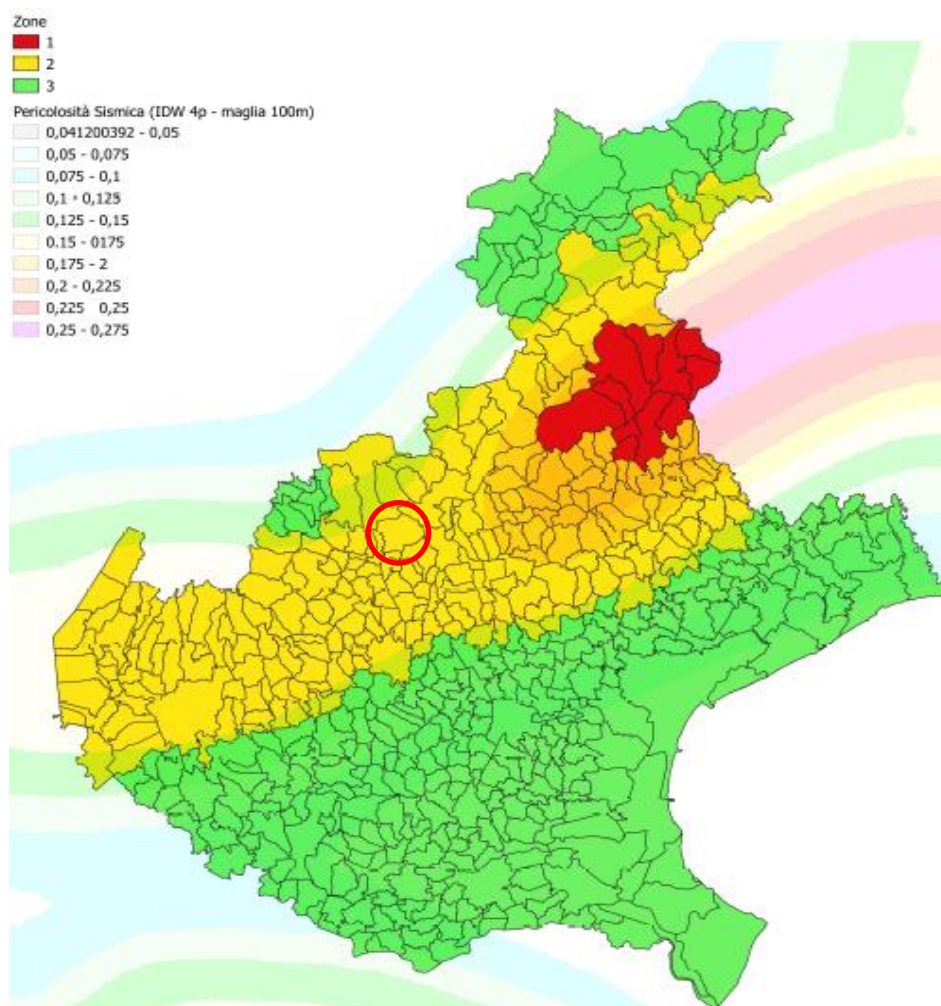 Zone
1
2
3
Pericolosità Sismica (IDW 4p - maglia 100m)
0,041200392 - 0,05
0,05 - 0,075
0,075 - 0,1
0,1 - 0,125
0,125 - 0,15
0.15 - 0175
0,175 - 2
0,2 - 0,225
0,225 0,25
0,25 - 0,275